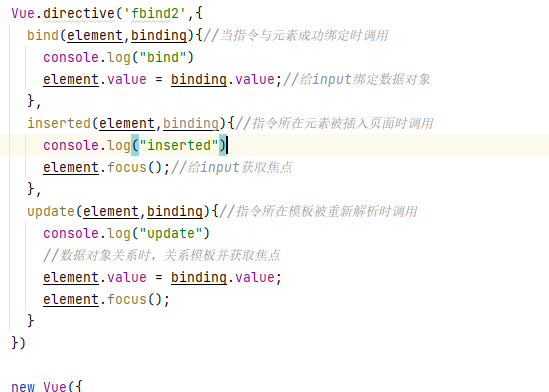 Vue.directive('fbind2',{
bind(element,binding){//当指令与元素成功绑定时调用
console.log("bind")
element.value = binding.value;//给input绑定数据对象
},
inserted(element,binding){//指令所在元素被插入页面时调用
console.log("inserted")
element.focus();//给input获取焦点
},
update(element,binding){//指令所在模板被重新解析时调用
console.log("update")
//数据对象关系时，关系模板并获取焦点
element.value = binding.value;
element.focus();
}
})
new Vue({